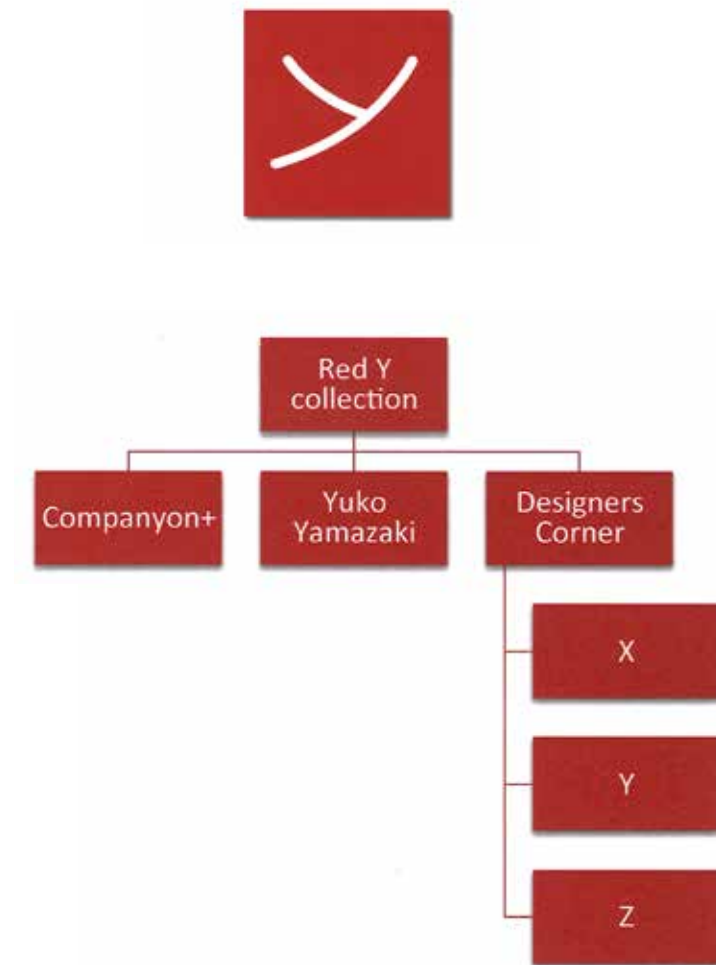 Red Y
collection
Companyon+
Yuko
Yamazaki
Designers
Corner
X
Y
Z